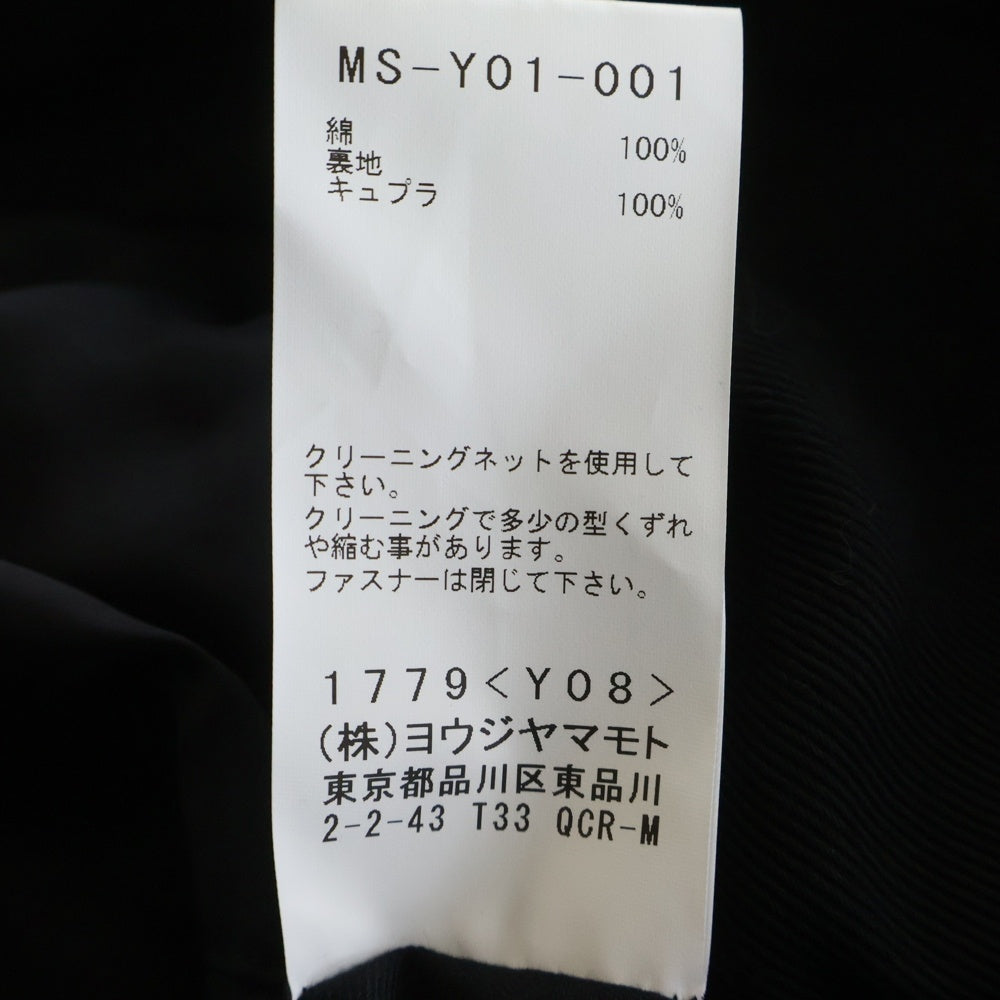 MS-Y01-001
綿 100%
裏地
キュプラ 100%
クリーニングネットを使用して
下さい。
クリーニングで多少の型くずれ
や縮む事があります。
ファスナーは閉じて下さい。
1779<Y08>
(株)ヨウジヤマモト
東京都品川区東品川
2-2-43 T33 QCR-M